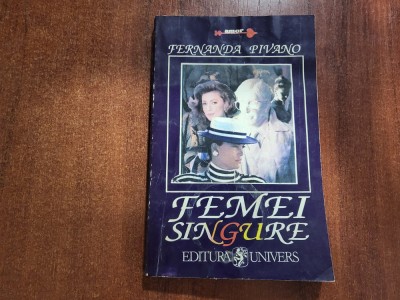 FERNANDA PIVANO
FEMEI
SINGURE
EDITURA UNIVERS